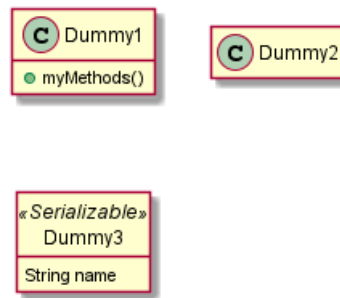 C Dummy1
myMethods()
C Dummy2
«Serializable»
Dummy3
String name